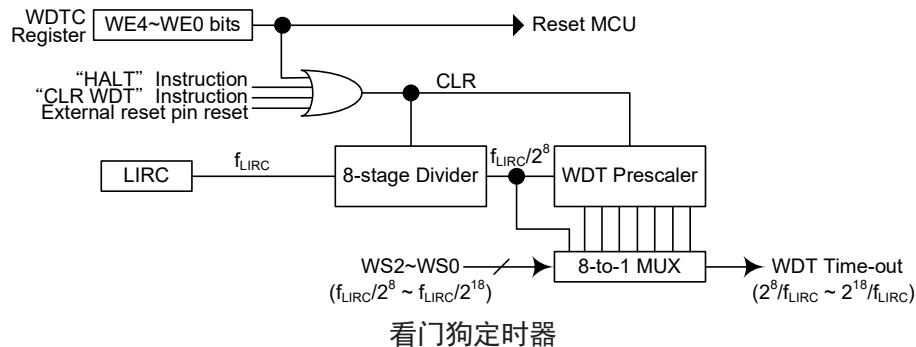 WDTC
Register
WE4~WE0 bits
Reset MCU
“HALT” Instruction
“CLR WDT” Instruction
External reset pin reset
CLR
LIRC
fLIRC
8-stage Divider
fLIRC/2⁸
WDT Prescaler
WS2~WS0
(fLIRC/2⁸ ~ fLIRC/2¹⁸)
8-to-1 MUX
WDT Time-out
(2⁸/fLIRC ~ 2¹⁸/fLIRC)
看门狗定时器